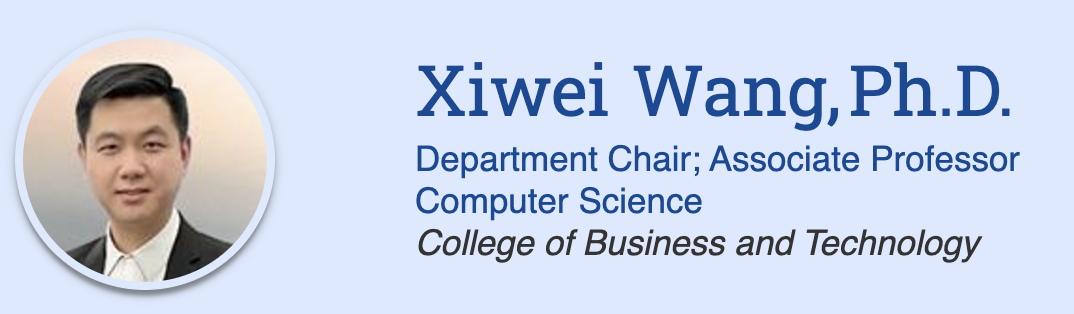 Xiwei Wang, Ph.D.
Department Chair; Associate Professor
Computer Science
College of Business and Technology